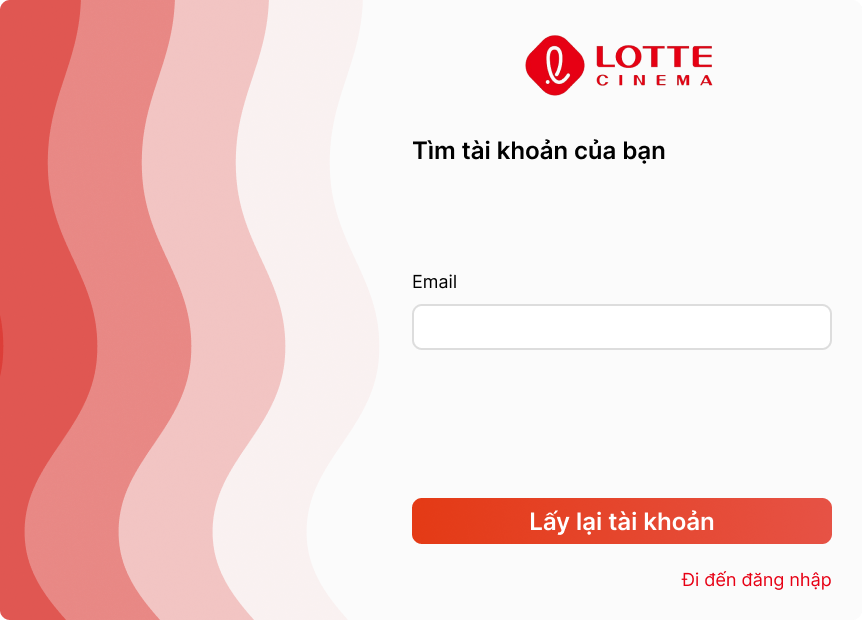 LOTTE
CINEMA
Tìm tài khoản của bạn
Email
Lấy lại tài khoản
Đi đến đăng nhập